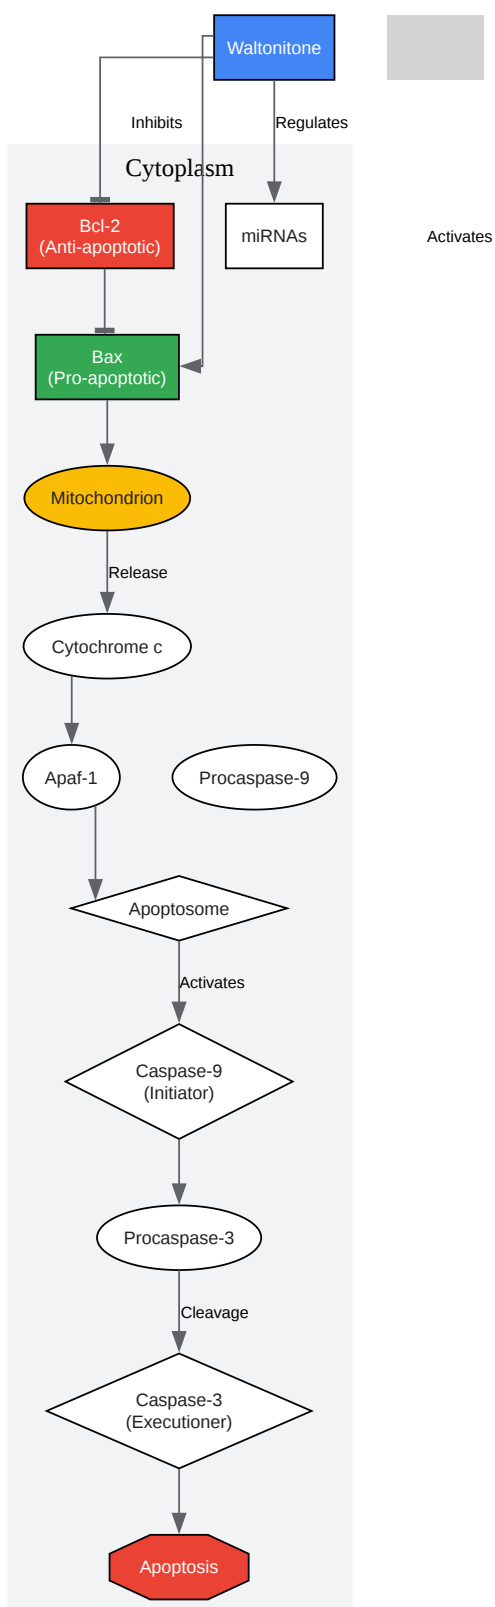 Waltonitone
Inhibits
Regulates
Cytoplasm
Bcl-2
(Anti-apoptotic)
miRNAs
Activates
Bax
(Pro-apoptotic)
Mitochondrion
Release
Cytochrome c
Apaf-1
Procaspase-9
Apoptosome
Activates
Caspase-9
(Initiator)
Procaspase-3
Cleavage
Caspase-3
(Executioner)
Apoptosis